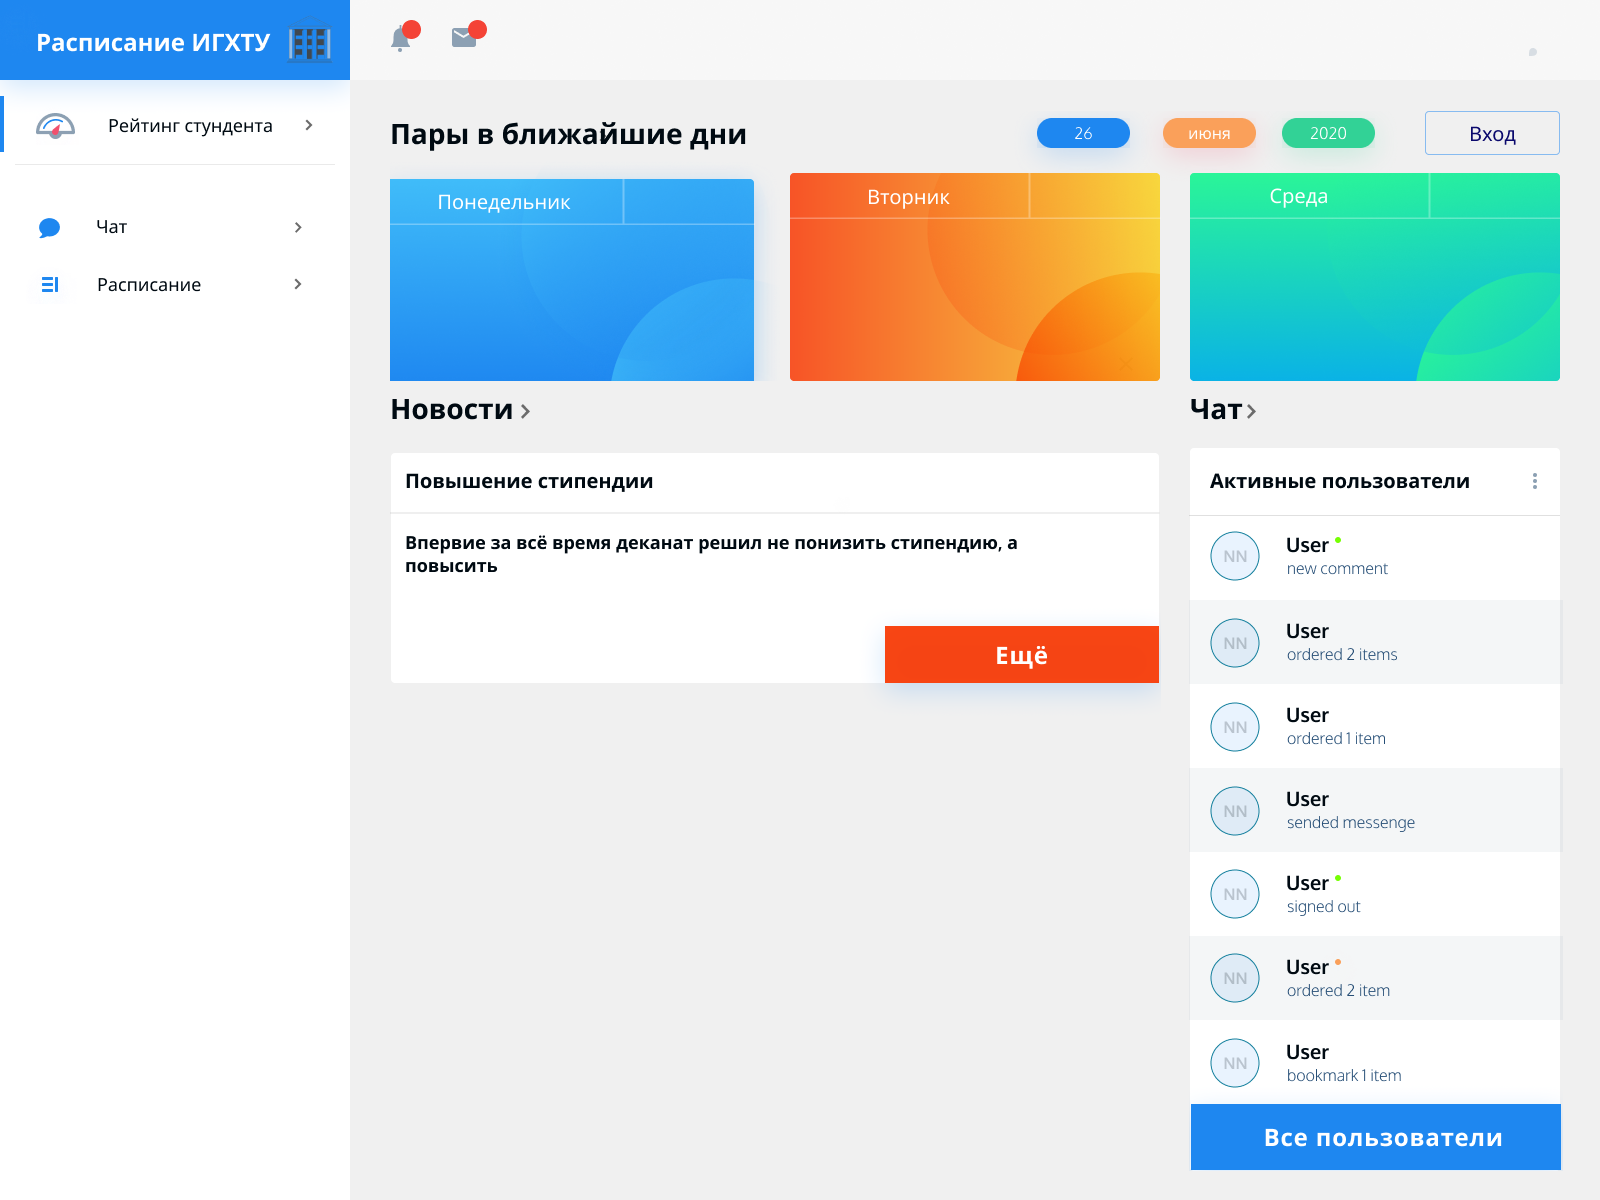 Расписание ИГХТУ
Рейтинг стундента
Чат
Расписание
Пары в ближайшие дни
26
июня
2020
Вход
Понедельник
Вторник
Среда
Новости
Повышение стипендии
Впервие за всё время деканат решил не понизить стипендию, а
повысить
Ещё
Чат
Активные пользователи
NN
User
new comment
NN
User
ordered 2 items
NN
User
ordered 1 item
NN
User
sended messenge
NN
User
signed out
NN
User
ordered 2 item
NN
User
bookmark 1 item
Все пользователи